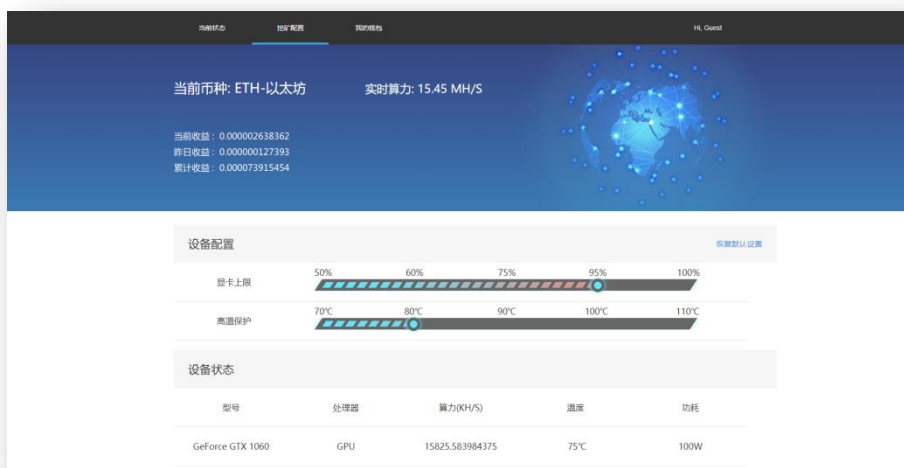 当前状态 挖矿配置 我的钱包 Hi, Guest
当前币种: ETH-以太坊 实时算力: 15.45 MH/S
当前收益： 0.000002638362
昨日收益： 0.000000127393
累计收益： 0.000073915454
设备配置 恢复默认设置
50% 60% 75% 95% 100%
显卡上限
70℃ 80℃ 90℃ 100℃ 110℃
高温保护
设备状态
型号 处理器 算力(KH/S) 温度 功耗
GeForce GTX 1060 GPU 15825.583984375 75℃ 100W